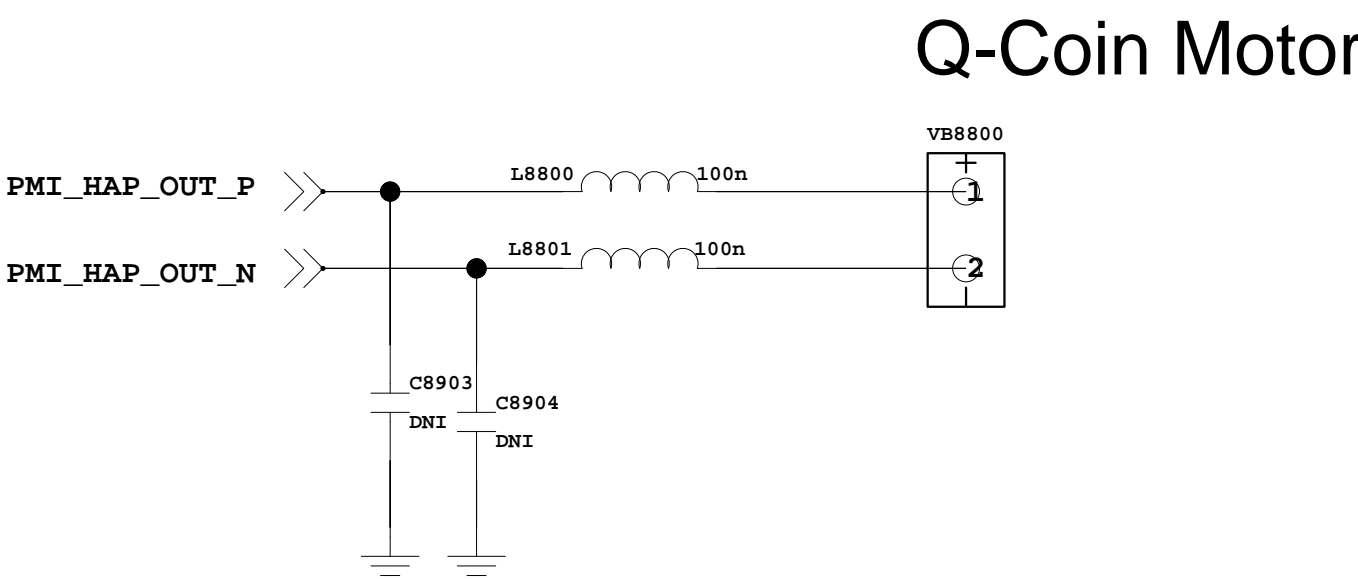 Q-Coin Motor
VB8800
+
PMI_HAP_OUT_P
L8800 100n
1
PMI_HAP_OUT_N
L8801 100n
2
C8903
DNI
C8904
DNI